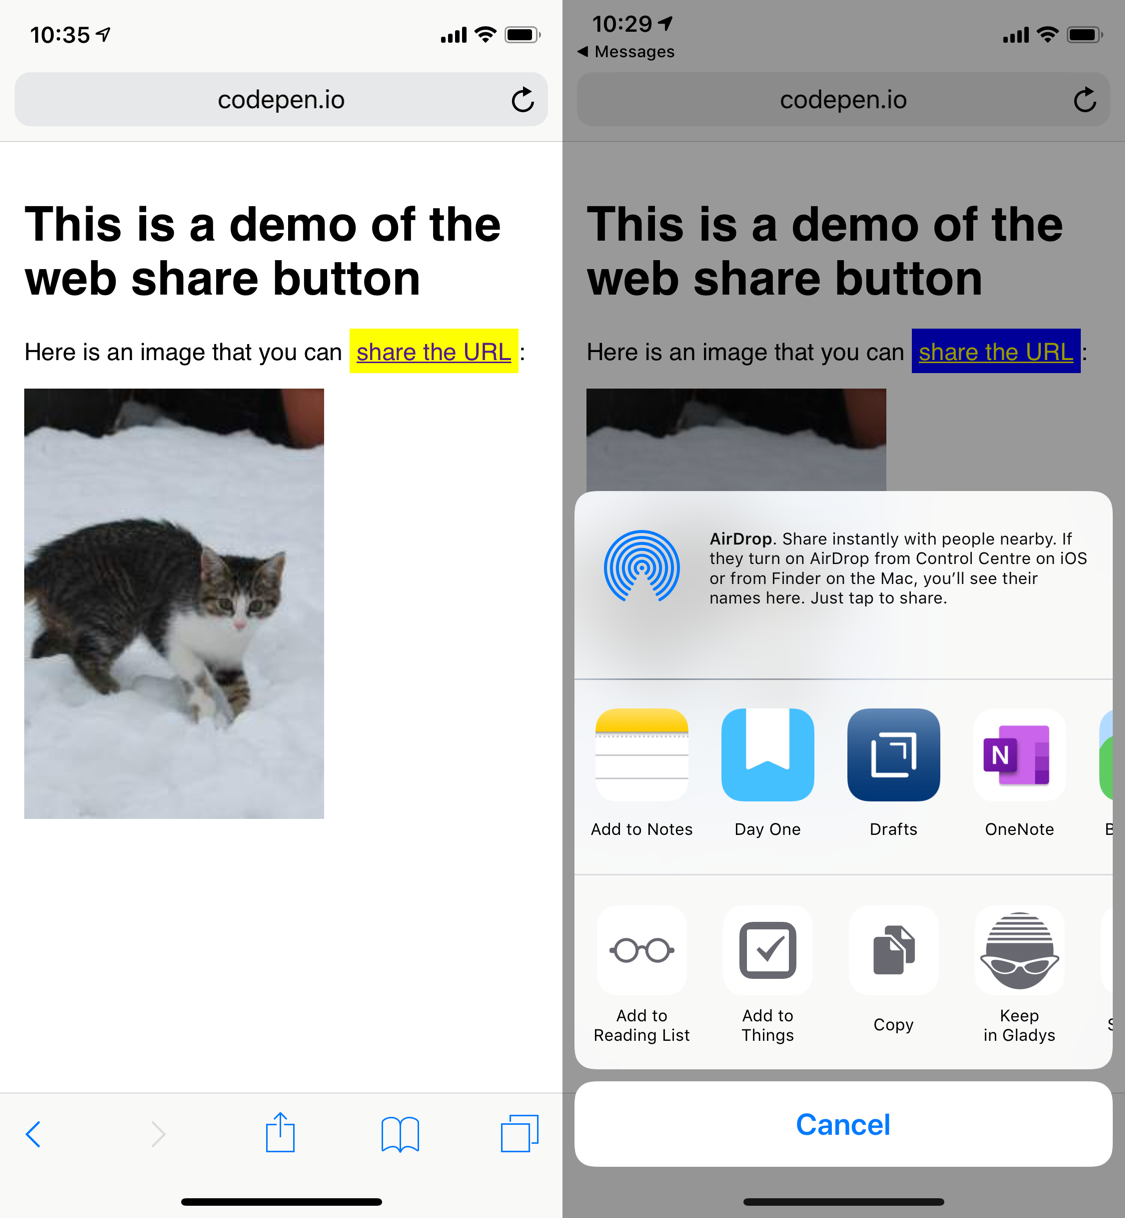 10:35
codepen.io
This is a demo of the
web share button
Here is an image that you can share the URL :
10:29
Messages
codepen.io
This is a demo of the
web share button
Here is an image that you can share the URL :
AirDrop. Share instantly with people nearby. If
they turn on AirDrop from Control Centre on iOS
or from Finder on the Mac, you’ll see their
names here. Just tap to share.
N
Add to Notes
Day One
Drafts
OneNote
B
Add to
Reading List
Add to
Things
Copy
Keep
in Gladys
Cancel